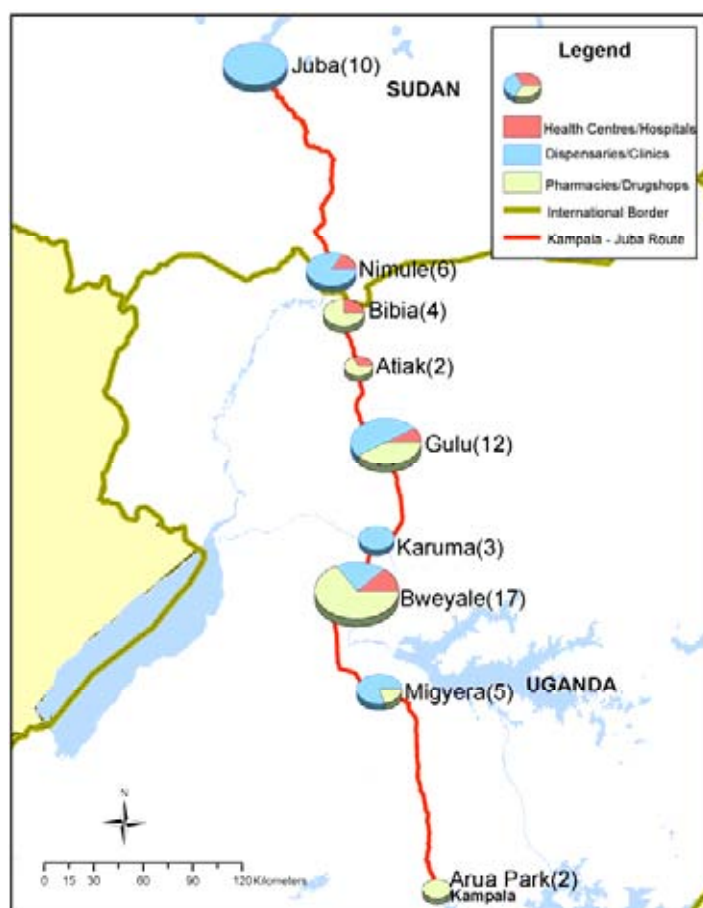 Juba(10)
SUDAN
Legend
Health Centres/Hospitals
Dispensaries/Clinics
Pharmacies/Drugshops
International Border
Kampala - Juba Route
Nimule(6)
Bibia(4)
Atiak(2)
Gulu(12)
Karuma(3)
Bweyale(17)
Migyera(5)
UGANDA
N
0 15 30 60 90 120 Kilometers
Arua Park(2)
Kampala